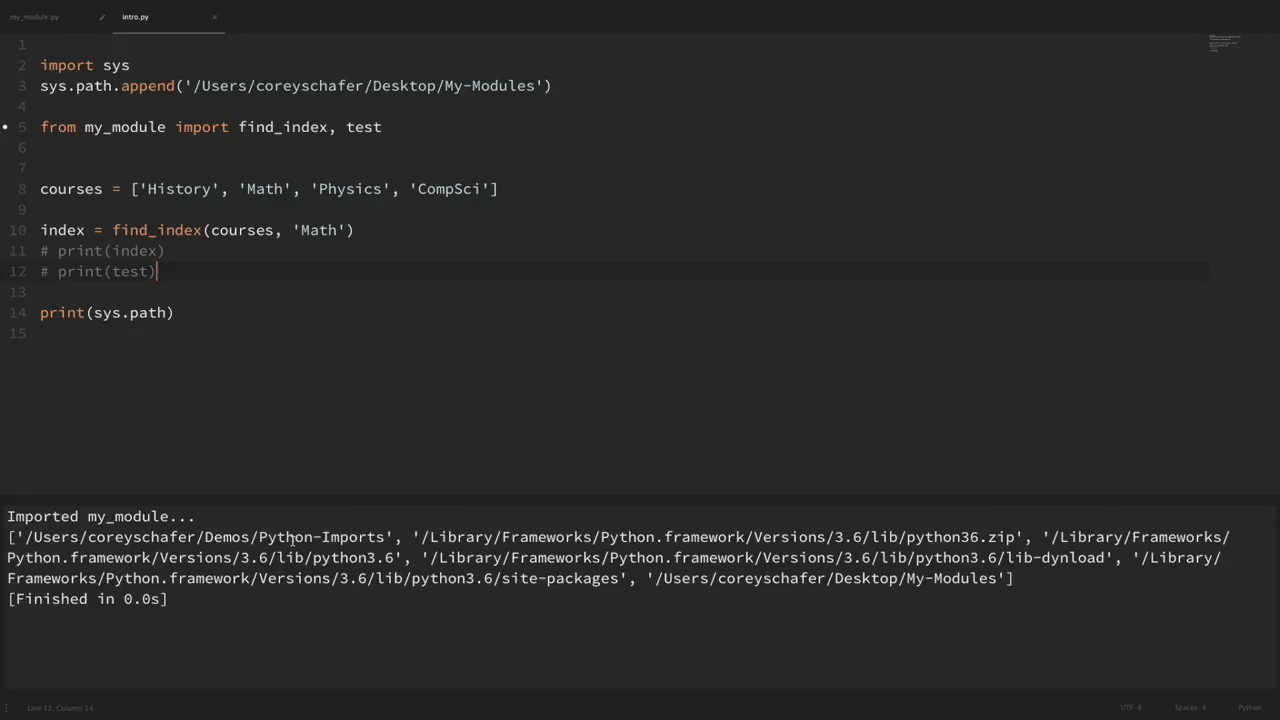 my_module.py intro.py ×
1
2 import sys
3 sys.path.append('/Users/coreyschafer/Desktop/My-Modules')
4
5 from my_module import find_index, test
6
7
8 courses = ['History', 'Math', 'Physics', 'CompSci']
9
10 index = find_index(courses, 'Math')
11 # print(index)
12 # print(test)
13
14 print(sys.path)
15
Imported my_module...
['/Users/coreyschafer/Demos/Python-Imports', '/Library/Frameworks/Python.framework/Versions/3.6/lib/python36.zip', '/Library/Frameworks/
Python.framework/Versions/3.6/lib/python3.6', '/Library/Frameworks/Python.framework/Versions/3.6/lib/python3.6/lib-dynload', '/Library/
Frameworks/Python.framework/Versions/3.6/lib/python3.6/site-packages', '/Users/coreyschafer/Desktop/My-Modules']
[Finished in 0.0s]
Line 12, Column 14 UTF-8 Spaces: 4 Python